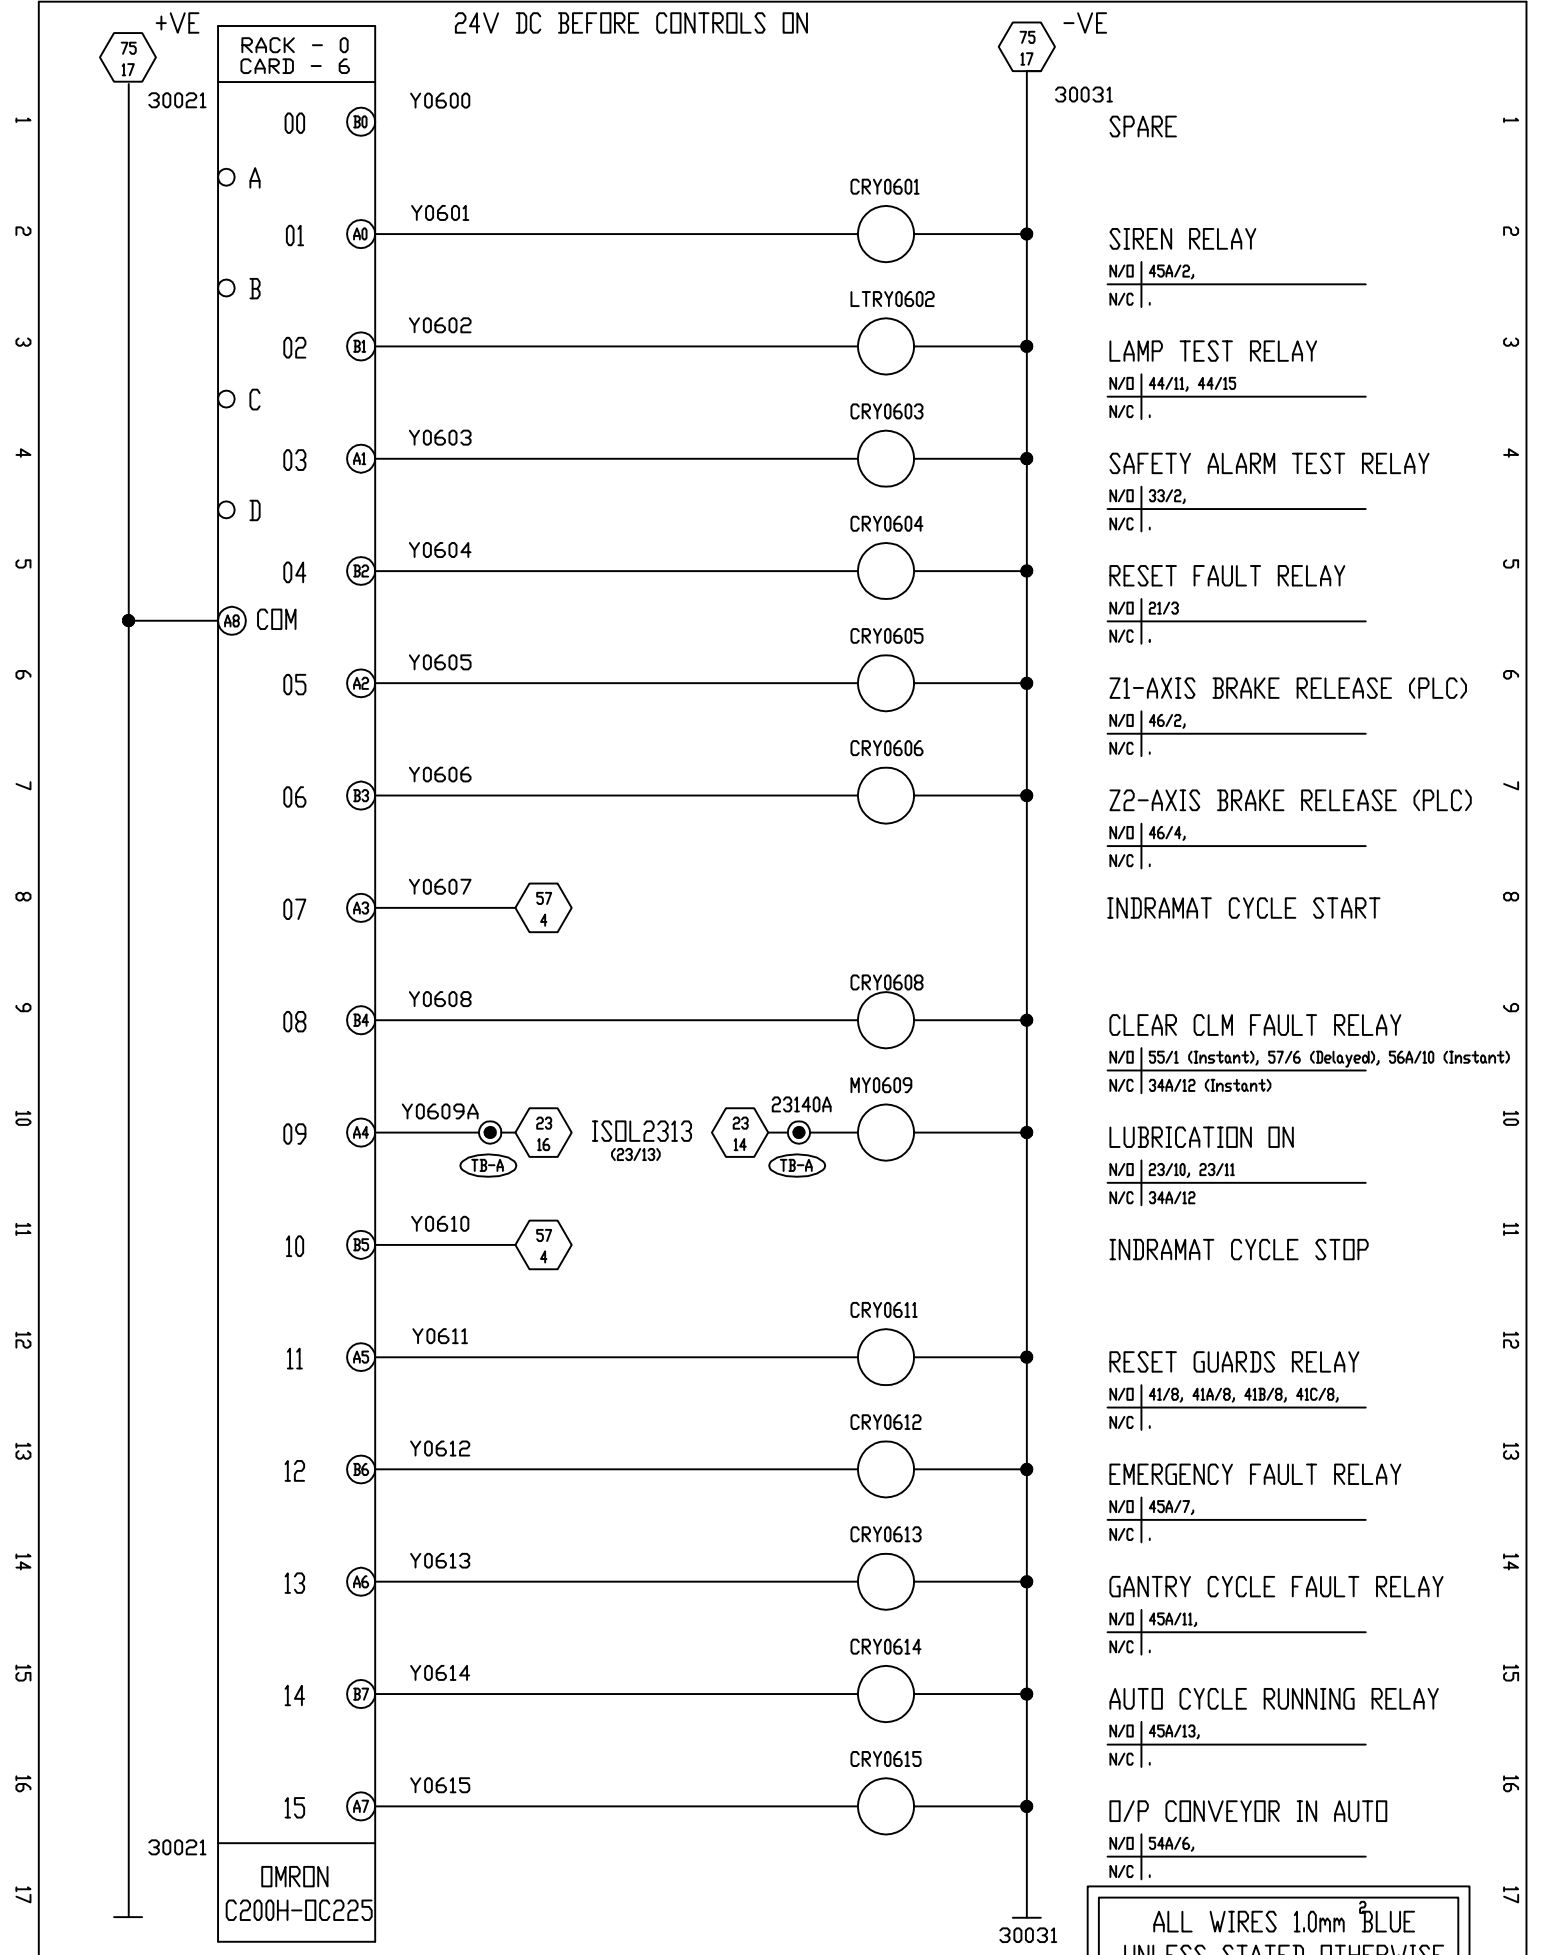 +VE
24V DC BEFORE CONTROLS ON
-VE
75
17
RACK - 0
CARD - 6
75
17
30021
Y0600
30031
1
00
B0
SPARE
1
A
CRY0601
2
01
A0
Y0601
SIREN RELAY
2
N/O 45A/2,
N/C .
B
LTRY0602
3
02
B1
Y0602
LAMP TEST RELAY
3
N/O 44/11, 44/15
N/C .
C
CRY0603
4
03
A1
Y0603
SAFETY ALARM TEST RELAY
4
N/O 33/2,
N/C .
D
CRY0604
5
04
B2
Y0604
RESET FAULT RELAY
5
N/O 21/3
N/C .
A8 COM
CRY0605
6
05
A2
Y0605
Z1-AXIS BRAKE RELEASE (PLC)
6
N/O 46/2,
N/C .
CRY0606
7
06
B3
Y0606
Z2-AXIS BRAKE RELEASE (PLC)
7
N/O 46/4,
N/C .
8
07
A3
Y0607
57
4
INDRAMAT CYCLE START
8
CRY0608
9
08
B4
Y0608
CLEAR CLM FAULT RELAY
9
N/O 55/1 (Instant), 57/6 (Delayed), 56A/10 (Instant)
N/C 34A/12 (Instant)
MY0609
10
09
A4
Y0609A
TB-A
23
16
ISOL2313
(23/13)
23
14
23140A
TB-A
LUBRICATION ON
10
N/O 23/10, 23/11
N/C 34A/12
11
10
B5
Y0610
57
4
INDRAMAT CYCLE STOP
11
CRY0611
12
11
A5
Y0611
RESET GUARDS RELAY
12
N/O 41/8, 41A/8, 41B/8, 41C/8,
N/C .
CRY0612
13
12
B6
Y0612
EMERGENCY FAULT RELAY
13
N/O 45A/7,
N/C .
CRY0613
14
13
A6
Y0613
GANTRY CYCLE FAULT RELAY
14
N/O 45A/11,
N/C .
CRY0614
15
14
B7
Y0614
AUTO CYCLE RUNNING RELAY
15
N/O 45A/13,
N/C .
CRY0615
16
15
A7
Y0615
O/P CONVEYOR IN AUTO
16
N/O 54A/6,
N/C .
30021
17
OMRON
C200H-OC225
30031
17
ALL WIRES 1.0mm² BLUE
UNLESS STATED OTHERWISE